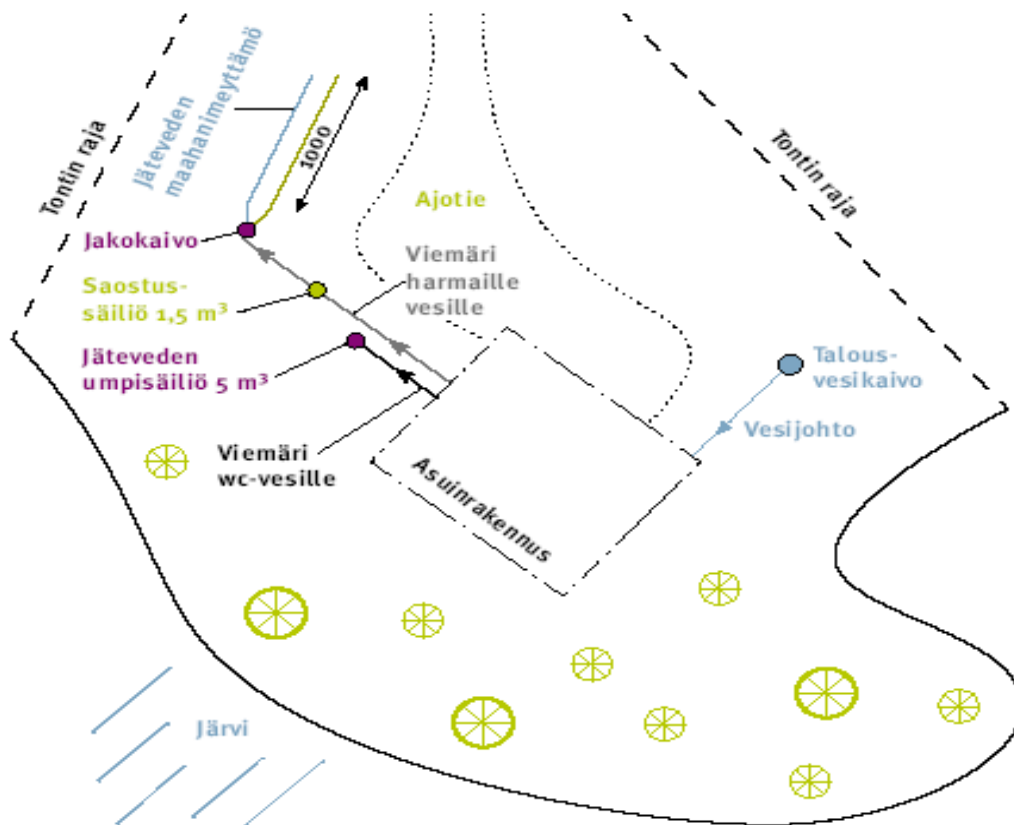 Jäteveden
maahanimeyttämö
Tontin raja
1000
Tontin raja
Ajotie
Jakokaivo
Viemäri
harmaille
vesille
Saostus-
säiliö 1,5 m³
Jäteveden
umpisäiliö 5 m³
Talous-
vesikaivo
Vesijohto
Viemäri
wc-vesille
Asuinrakennus
Järvi